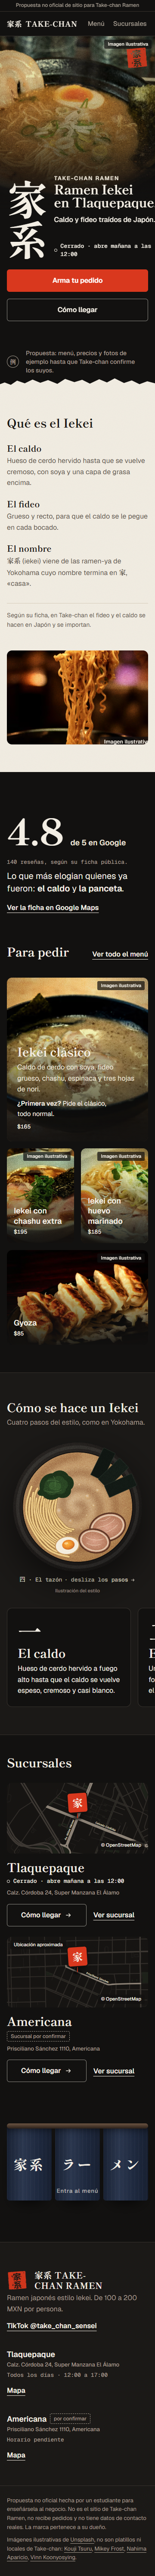 Propuesta no oficial de sitio para Take-chan Ramen
家系 TAKE-CHAN
Menú
Sucursales
Imagen ilustrativa
家
家系
TAKE-CHAN RAMEN
Ramen Iekei
en Tlaquepaque
Caldo y fideo traídos de Japón.
Cerrado · abre mañana a las
12:00
Arma tu pedido
Cómo llegar
Propuesta: menú, precios y fotos de
ejemplo hasta que Take-chan confirme
los suyos.
Qué es el Iekei
El caldo
Hueso de cerdo hervido hasta que se vuelve
cremoso, con soya y una capa de grasa
encima.
El fideo
Grueso y recto, para que el caldo se le pegue
en cada bocado.
El nombre
家系 (iekei) viene de las ramen-ya de
Yokohama cuyo nombre termina en 家,
«casa».
Según su ficha, en Take-chan el fideo y el caldo se
hacen en Japón y se importan.
Imagen ilustrativa
4.8 de 5 en Google
140 reseñas, según su ficha pública.
Lo que más elogian quienes ya
fueron: el caldo y la panceta.
Ver la ficha en Google Maps
Para pedir
Ver todo el menú
Imagen ilustrativa
Iekei clásico
Caldo de cerdo con soya, fideo
grueso, chashu, espinaca y tres hojas
de nori.
¿Primera vez? Pide el clásico,
todo normal.
$165
Imagen ilustrativa
Iekei con
chashu extra
$195
Imagen ilustrativa
Iekei con
huevo
marinado
$185
Imagen ilustrativa
Gyoza
$85
Cómo se hace un Iekei
Cuatro pasos del estilo, como en Yokohama.
· El tazón · desliza los pasos →
Ilustración del estilo
El caldo
Hueso de cerdo hervido a fuego
alto hasta que el caldo se vuelve
espeso, cremoso y casi blanco.
Sucursales
家
© OpenStreetMap
Tlaquepaque
Cerrado · abre mañana a las 12:00
Calz. Córdoba 24, Super Manzana El Álamo
Cómo llegar →
Ver sucursal
Ubicación aproximada
家
© OpenStreetMap
Americana
Sucursal por confirmar
Prisciliano Sánchez 1110, Americana
Cómo llegar →
Ver sucursal
家系
ラー
メン
Entra al menú
家
家系 TAKE-
CHAN RAMEN
Ramen japonés estilo Iekei. De 100 a 200
MXN por persona.
TikTok @take_chan_sensei
Tlaquepaque
Calz. Córdoba 24, Super Manzana El Álamo
Todos los días · 12:00 a 17:00
Mapa
Americana
por confirmar
Prisciliano Sánchez 1110, Americana
Horario pendiente
Mapa
Propuesta no oficial hecha por un estudiante para
enseñársela al negocio. No es el sitio de Take-chan
Ramen, no recibe pedidos y no tiene datos de contacto
reales. La marca pertenece a su dueño.
Imágenes ilustrativas de Unsplash, no son platillos ni
locales de Take-chan: Kouji Tsuru, Mikey Frost, Nahima
Aparicio, Vinn Koonyosying.